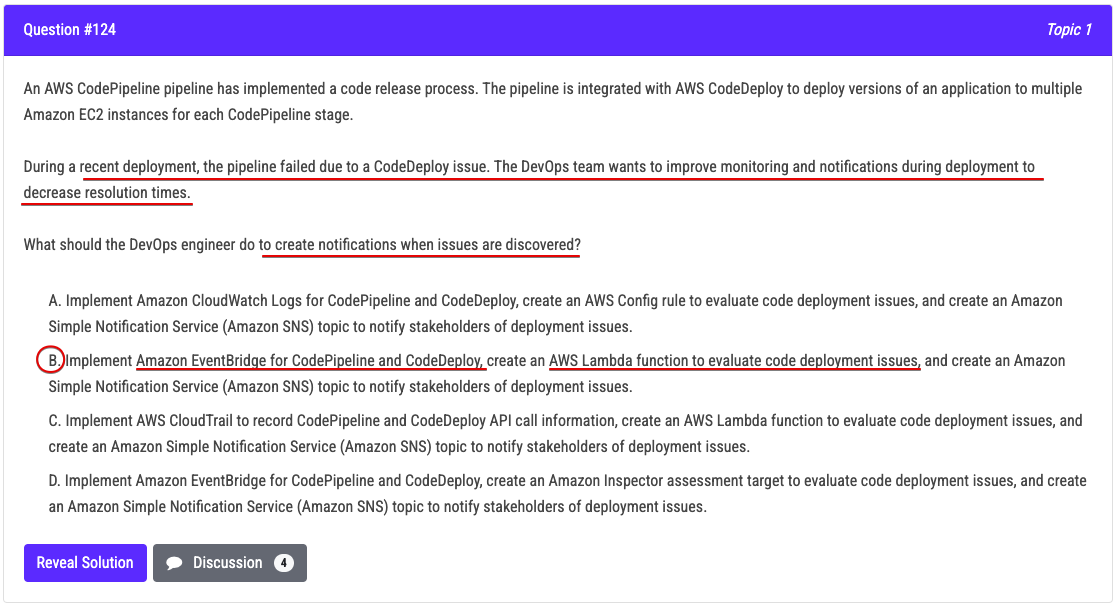 Question #124
Topic 1
An AWS CodePipeline pipeline has implemented a code release process. The pipeline is integrated with AWS CodeDeploy to deploy versions of an application to multiple
Amazon EC2 instances for each CodePipeline stage.
During a recent deployment, the pipeline failed due to a CodeDeploy issue. The DevOps team wants to improve monitoring and notifications during deployment to
decrease resolution times.
What should the DevOps engineer do to create notifications when issues are discovered?
A. Implement Amazon CloudWatch Logs for CodePipeline and CodeDeploy, create an AWS Config rule to evaluate code deployment issues, and create an Amazon
Simple Notification Service (Amazon SNS) topic to notify stakeholders of deployment issues.
B. Implement Amazon EventBridge for CodePipeline and CodeDeploy, create an AWS Lambda function to evaluate code deployment issues, and create an Amazon
Simple Notification Service (Amazon SNS) topic to notify stakeholders of deployment issues.
C. Implement AWS CloudTrail to record CodePipeline and CodeDeploy API call information, create an AWS Lambda function to evaluate code deployment issues, and
create an Amazon Simple Notification Service (Amazon SNS) topic to notify stakeholders of deployment issues.
D. Implement Amazon EventBridge for CodePipeline and CodeDeploy, create an Amazon Inspector assessment target to evaluate code deployment issues, and create
an Amazon Simple Notification Service (Amazon SNS) topic to notify stakeholders of deployment issues.
Reveal Solution
Discussion 4